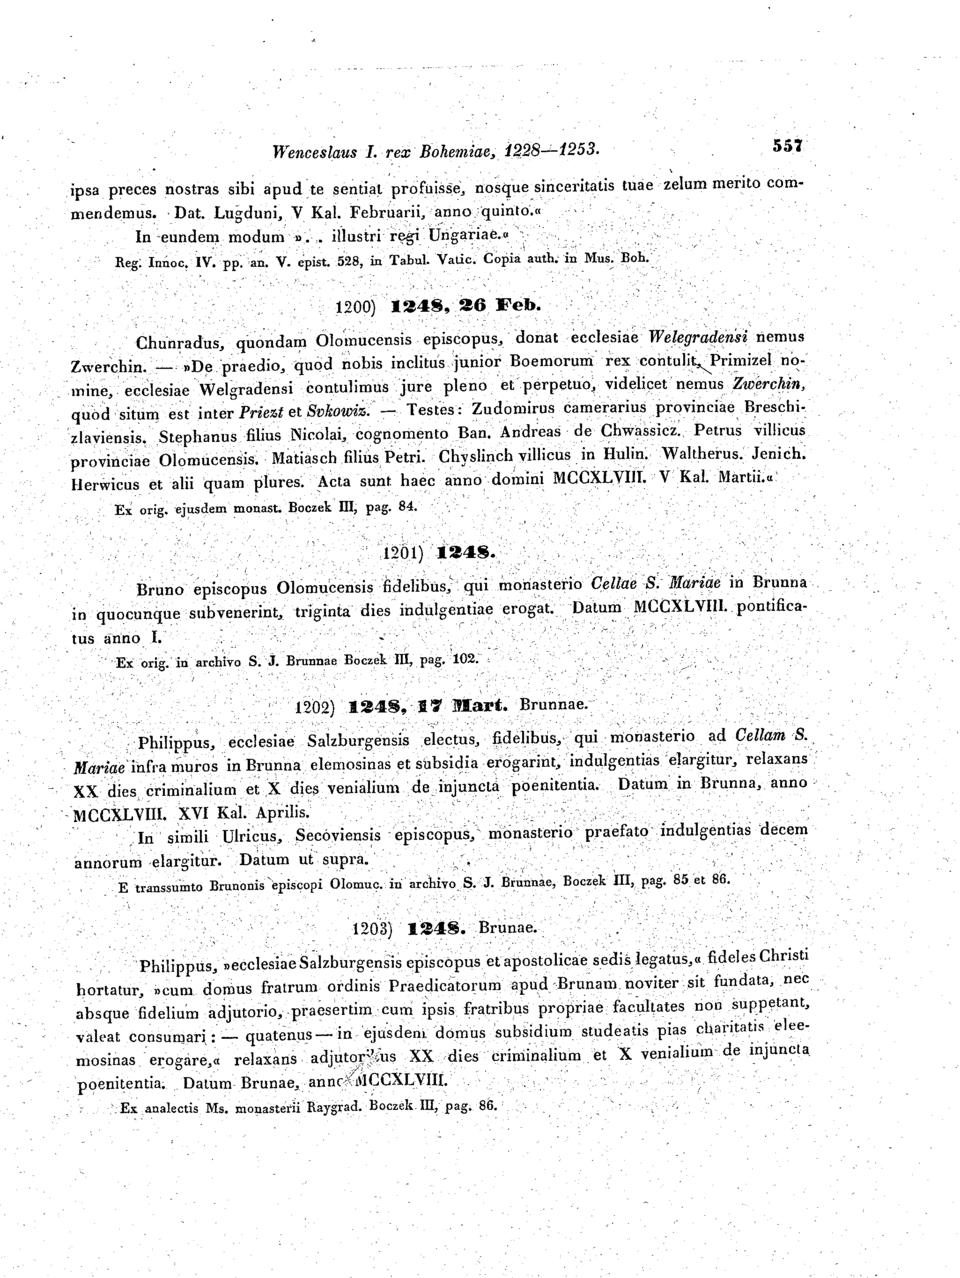 Wenceslaus I. rex Bohemiae, 1228—1253. 557
ipsa preces nostras sibi apud te sentiat profuisse, nosque sinceritatis tuae zelum merito com-
mendemus. Dat. Lugduni, V Kal. Februarii, anno quinto.«
In eundem modum ». . . illustri regi Ungariae.«
Reg. Innoc. IV. pp. an. V. epist. 528, in Tabul. Vatic. Copia auth. in Mus. Boh.
1200) 1248, 26 Feb.
Chunradus, quondam Olomucensis episcopus, donat ecclesiae Welegradensi nemus
Zwerchin. — »De praedio, quod nobis inclitus junior Boemorum rex contulit, Primizel no-
mine, ecclesiae Welgradensi contulimus jure pleno et perpetuo, videlicet nemus Zwerchin,
quod situm est inter Priezt et Svkowiz. — Testes: Zudomirus camerarius provinciae Breschi-
zlaviensis. Stephanus filius Nicolai, cognomento Ban. Andreas de Chwassicz. Petrus villicus
provinciae Olomucensis. Matiasch filius Petri. Chyslinch villicus in Hulin. Waltherus. Jenich.
Herwicus et alii quam plures. Acta sunt haec anno domini MCCXLVIII. V Kal. Martii.«
Ex orig. ejusdem monast. Boczek III, pag. 84.
1201) 1248.
Bruno episcopus Olomucensis fidelibus, qui monasterio Cellae S. Mariae in Brunna
in quocunque subvenerint, triginta dies indulgentiae erogat. Datum MCCXLVIII. pontifica-
tus anno I.
Ex orig. in archivo S. J. Brunnae Boczek III, pag. 102.
1202) 1248, 17 Mart. Brunnae.
Philippus, ecclesiae Salzburgensis electus, fidelibus, qui monasterio ad Cellam S.
Mariae infra muros in Brunna elemosinas et subsidia erogarint, indulgentias elargitur, relaxans
XX dies criminalium et X dies venialium de injuncta poenitentia. Datum in Brunna, anno
MCCXLVIII. XVI Kal. Aprilis.
In simili Ulricus, Secoviensis episcopus, monasterio praefato indulgentias decem
annorum elargitur. Datum ut supra.
E transsumto Brunonis episcopi Olomuc. in archivo S. J. Brunnae, Boczek III, pag. 85 et 86.
1203) 1248. Brunae.
Philippus, »ecclesiae Salzburgensis episcopus et apostolicae sedis legatus,« fideles Christi
hortatur, »cum domus fratrum ordinis Praedicatorum apud Brunam noviter sit fundata, nec
absque fidelium adjutorio, praesertim cum ipsis fratribus propriae facultates non suppetant,
valeat consumari : — quatenus — in ejusdem domus subsidium studeatis pias charitatis elee-
mosinas erogare,« relaxans XX dies criminalium et X venialium de injuncta
poenitentia. Datum Brunae, anno MCCXLVIII.
Ex analectis Ms. monasterii Raygrad. Boczek III, pag. 86.